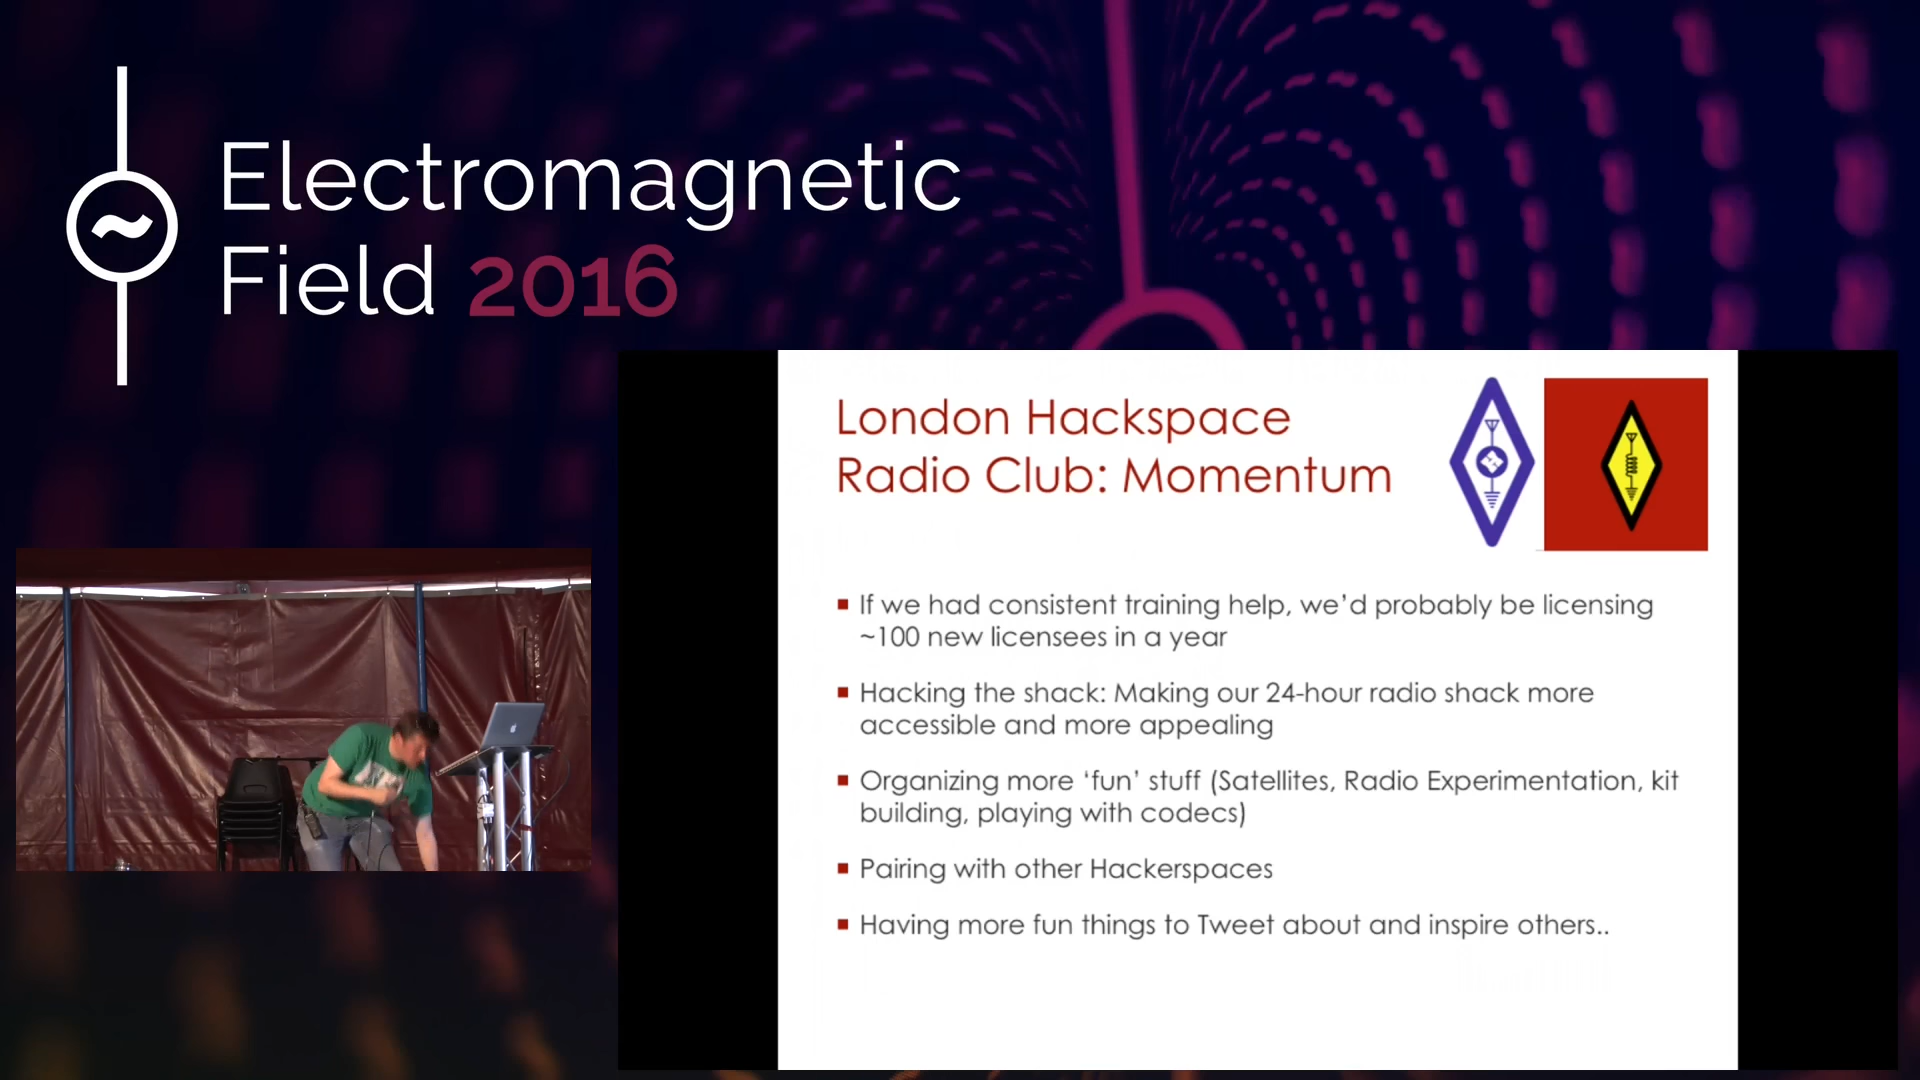 Electromagnetic
Field 2016
London Hackspace
Radio Club: Momentum
▪ If we had consistent training help, we’d probably be licensing
~100 new licensees in a year
▪ Hacking the shack: Making our 24-hour radio shack more
accessible and more appealing
▪ Organizing more ‘fun’ stuff (Satellites, Radio Experimentation, kit
building, playing with codecs)
▪ Pairing with other Hackerspaces
▪ Having more fun things to Tweet about and inspire others..